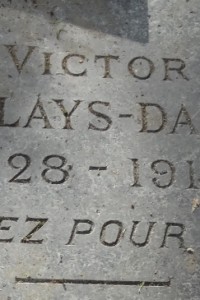 VICTOR
LAYS-DA
28 - 191
EZ POUR